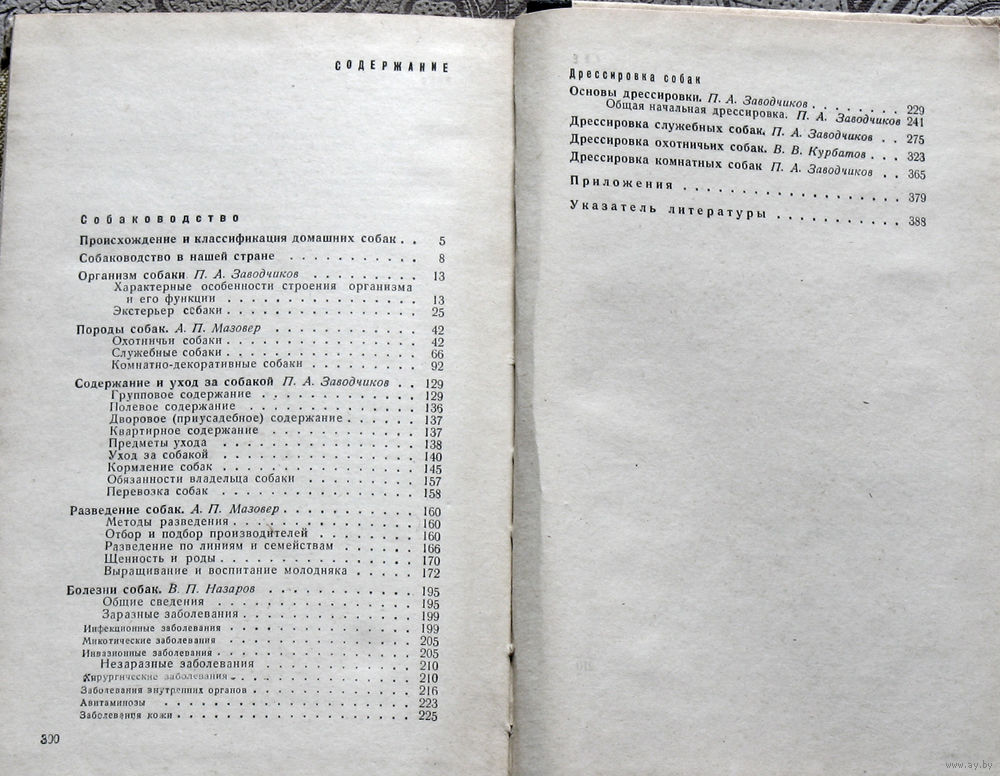 СОДЕРЖАНИЕ
Собаководство
Происхождение и классификация домашних собак . . 5
Собаководство в нашей стране . . . . . . . . . . . 8
Организм собаки П. А. Заводчиков . . . . . . . . . 13
Характерные особенности строения организма
и его функции . . . . . . . . . . . . . . . 13
Экстерьер собаки . . . . . . . . . . . . . . . 25
Породы собак. А. П. Мазовер . . . . . . . . . . . . 42
Охотничьи собаки . . . . . . . . . . . . . . . 42
Служебные собаки . . . . . . . . . . . . . . . 66
Комнатно-декоративные собаки . . . . . . . . . 92
Содержание и уход за собакой П. А. Заводчиков . . 129
Групповое содержание . . . . . . . . . . . . . 129
Полевое содержание . . . . . . . . . . . . . . 136
Дворовое (приусадебное) содержание . . . . . . 137
Квартирное содержание . . . . . . . . . . . . 137
Предметы ухода . . . . . . . . . . . . . . . 138
Уход за собакой . . . . . . . . . . . . . . . 140
Кормление собак . . . . . . . . . . . . . . . 145
Обязанности владельца собаки . . . . . . . . . 157
Перевозка собак . . . . . . . . . . . . . . . 158
Разведение собак. А. П. Мазовер . . . . . . . . . . 160
Методы разведения . . . . . . . . . . . . . . 160
Отбор и подбор производителей . . . . . . . . 160
Разведение по линиям и семействам . . . . . . 166
Щенность и роды . . . . . . . . . . . . . . . 170
Выращивание и воспитание молодняка . . . . . 172
Болезни собак. В. П. Назаров . . . . . . . . . . . 195
Общие сведения . . . . . . . . . . . . . . . 195
Заразные заболевания . . . . . . . . . . . . . 199
Инфекционные заболевания . . . . . . . . . . . . 199
Микотические заболевания . . . . . . . . . . . . 205
Инвазионные заболевания . . . . . . . . . . . . . 205
Незаразные заболевания . . . . . . . . . . . . 210
Хирургические заболевания . . . . . . . . . . . . 210
Заболевания внутренних органов . . . . . . . . . . 216
Авитаминозы . . . . . . . . . . . . . . . . . 223
Заболевания кожи . . . . . . . . . . . . . . . . 225
390
Дрессировка собак
Основы дрессировки. П. А. Заводчиков . . . . . . . . 229
Общая начальная дрессировка. П. А. Заводчиков 241
Дрессировка служебных собак. П. А. Заводчиков . . 275
Дрессировка охотничьих собак. В. В. Курбатов . . . 323
Дрессировка комнатных собак П. А. Заводчиков . . 365
Приложения . . . . . . . . . . . . . . . . . 379
Указатель литературы . . . . . . . . . . . 388
www.ay.by